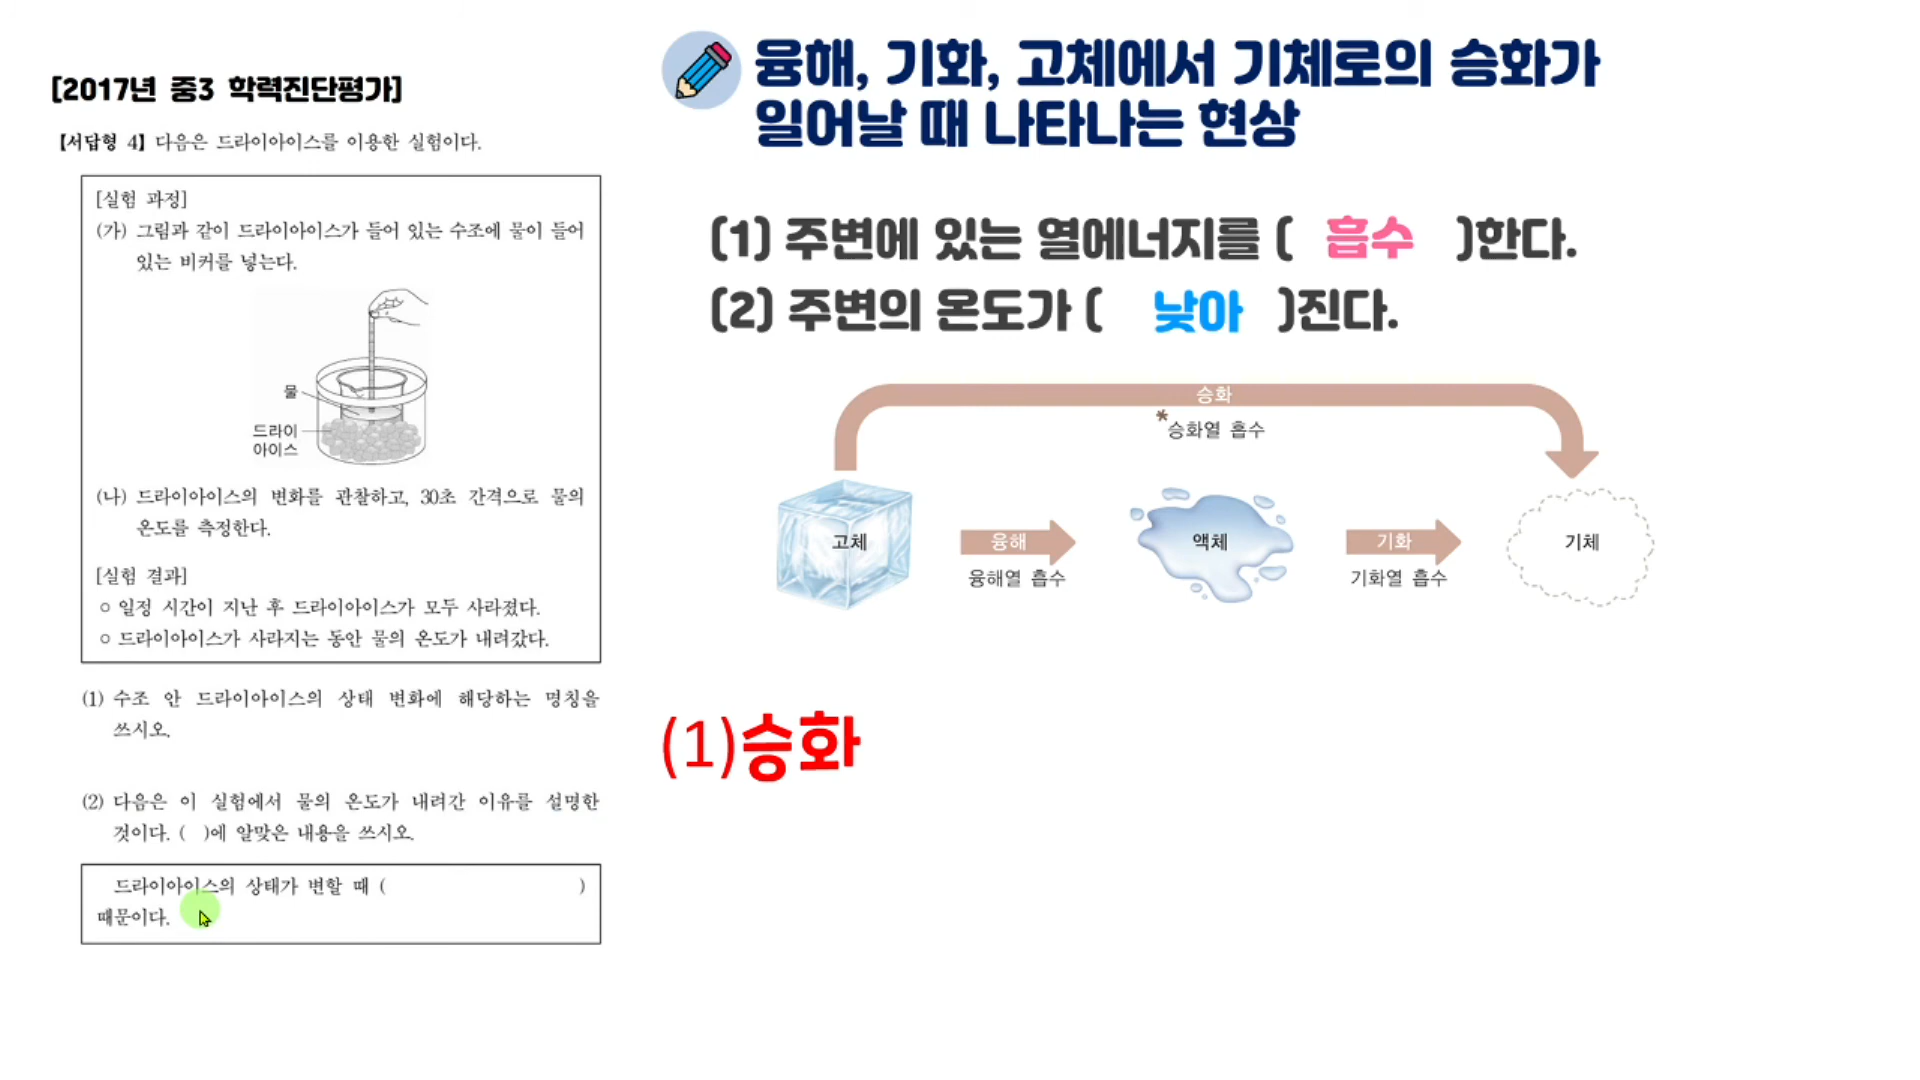 [2017년 중3 학력진단평가]
【서답형 4】 다음은 드라이아이스를 이용한 실험이다.
[실험 과정]
(가) 그림과 같이 드라이아이스가 들어 있는 수조에 물이 들어
있는 비커를 넣는다.
물
드라이
아이스
(나) 드라이아이스의 변화를 관찰하고, 30초 간격으로 물의
온도를 측정한다.
[실험 결과]
○ 일정 시간이 지난 후 드라이아이스가 모두 사라졌다.
○ 드라이아이스가 사라지는 동안 물의 온도가 내려갔다.
(1) 수조 안 드라이아이스의 상태 변화에 해당하는 명칭을
쓰시오.
(2) 다음은 이 실험에서 물의 온도가 내려간 이유를 설명한
것이다. ( )에 알맞은 내용을 쓰시오.
드라이아이스의 상태가 변할 때 ( )
때문이다.
융해, 기화, 고체에서 기체로의 승화가
일어날 때 나타나는 현상
(1) 주변에 있는 열에너지를 ( 흡수 )한다.
(2) 주변의 온도가 ( 낮아 )진다.
승화
*승화열 흡수
고체
융해
융해열 흡수
액체
기화
기화열 흡수
기체
(1)승화